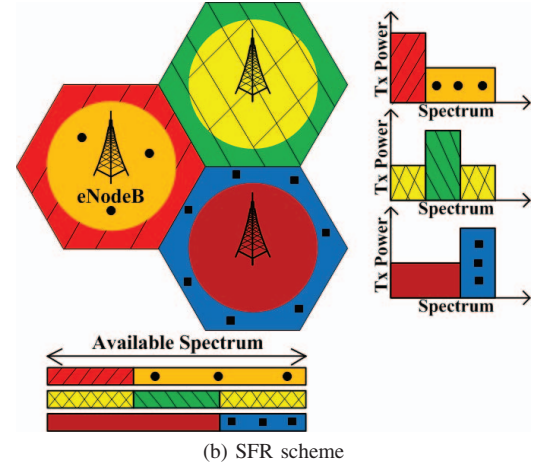 Tx Power
Spectrum
eNodeB
Tx Power
Spectrum
Tx Power
Spectrum
Available Spectrum
(b) SFR scheme